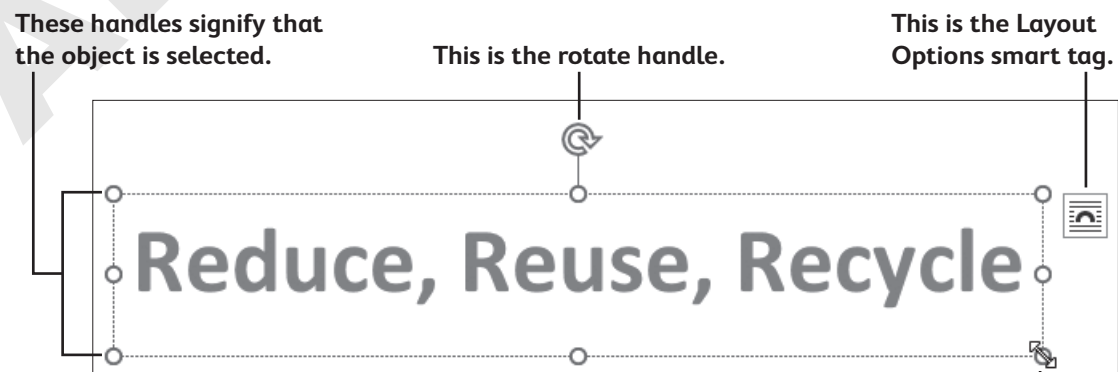 These handles signify that
the object is selected.
This is the rotate handle.
This is the Layout
Options smart tag.
Reduce, Reuse, Recycle